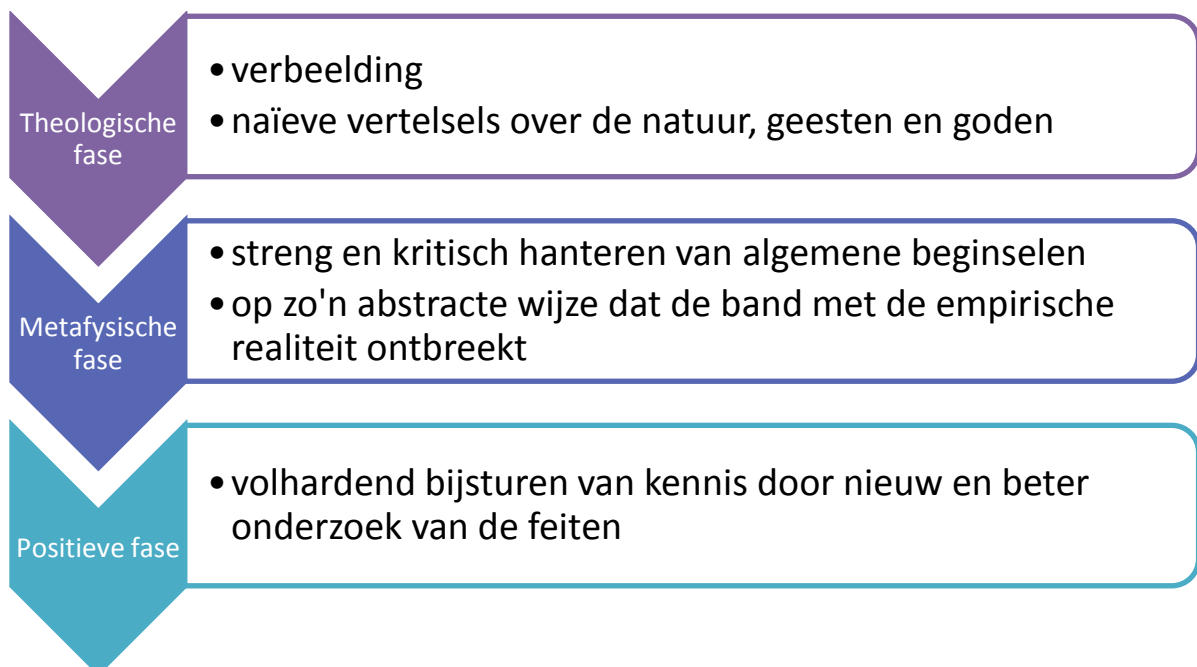 Theologische
fase
•verbeelding
•naïeve vertelsels over de natuur, geesten en goden
Metafysische
fase
•streng en kritisch hanteren van algemene beginselen
•op zo'n abstracte wijze dat de band met de empirische
realiteit ontbreekt
Positieve fase
•volhardend bijsturen van kennis door nieuw en beter
onderzoek van de feiten